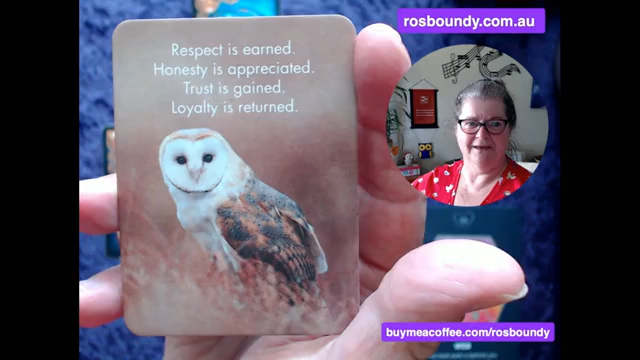 rosboundy.com.au
Respect is earned.
Honesty is appreciated.
Trust is gained.
Loyalty is returned.
buymeacoffee.com/rosboundy